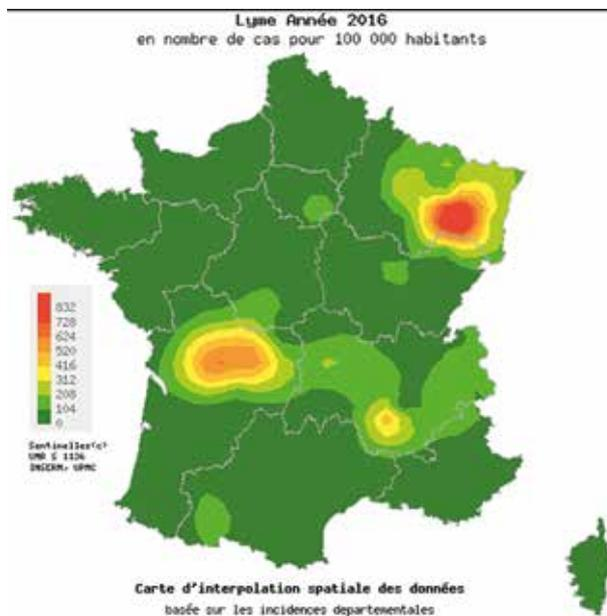 Lyme Année 2016
en nombre de cas pour 100 000 habitants
832
728
624
520
416
312
208
104
0
Sentinelles(c)
UMR S 1136
INSERM, UPMC
Carte d'interpolation spatiale des données
basée sur les incidences departementales